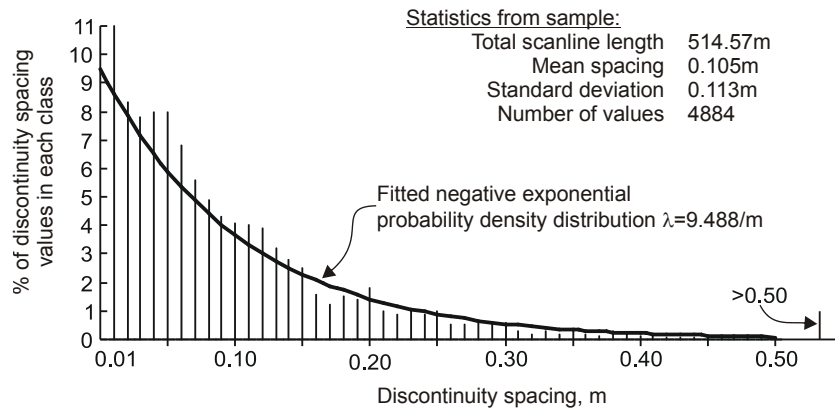 Statistics from sample:
Total scanline length 514.57m
Mean spacing 0.105m
Standard deviation 0.113m
Number of values 4884
% of discontinuity spacing
values in each class
11
10
9
8
7
6
5
4
3
2
1
0
Fitted negative exponential
probability density distribution λ=9.488/m
>0.50
0.01 0.10 0.20 0.30 0.40 0.50
Discontinuity spacing, m